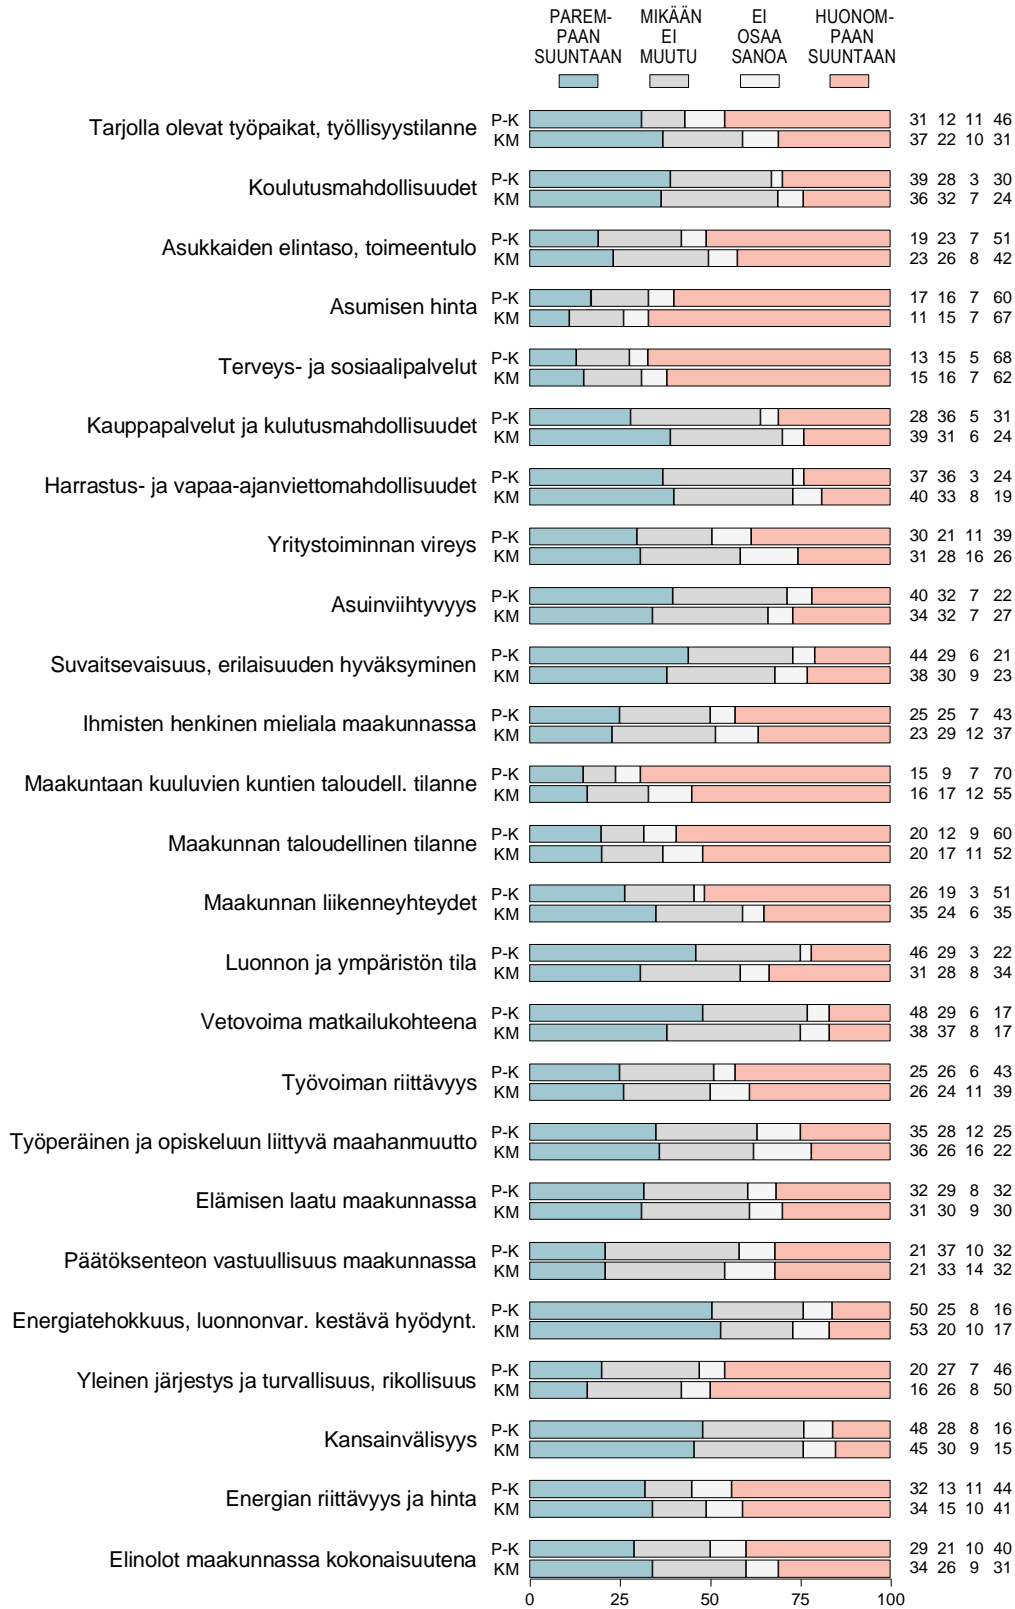 PAREM- MIKÄÄN EI HUONOM-
PAAN EI OSAA PAAN
SUUNTAAN MUUTU SANOA SUUNTAAN
Tarjolla olevat työpaikat, työllisyystilanne P-K 31 12 11 46
KM 37 22 10 31
Koulutusmahdollisuudet P-K 39 28 3 30
KM 36 32 7 24
Asukkaiden elintaso, toimeentulo P-K 19 23 7 51
KM 23 26 8 42
Asumisen hinta P-K 17 16 7 60
KM 11 15 7 67
Terveys- ja sosiaalipalvelut P-K 13 15 5 68
KM 15 16 7 62
Kauppapalvelut ja kulutusmahdollisuudet P-K 28 36 5 31
KM 39 31 6 24
Harrastus- ja vapaa-ajanviettomahdollisuudet P-K 37 36 3 24
KM 40 33 8 19
Yritystoiminnan vireys P-K 30 21 11 39
KM 31 28 16 26
Asuinviihtyvyys P-K 40 32 7 22
KM 34 32 7 27
Suvaitsevaisuus, erilaisuuden hyväksyminen P-K 44 29 6 21
KM 38 30 9 23
Ihmisten henkinen mieliala maakunnassa P-K 25 25 7 43
KM 23 29 12 37
Maakuntaan kuuluvien kuntien taloudell. tilanne P-K 15 9 7 70
KM 16 17 12 55
Maakunnan taloudellinen tilanne P-K 20 12 9 60
KM 20 17 11 52
Maakunnan liikenneyhteydet P-K 26 19 3 51
KM 35 24 6 35
Luonnon ja ympäristön tila P-K 46 29 3 22
KM 31 28 8 34
Vetovoima matkailukohteena P-K 48 29 6 17
KM 38 37 8 17
Työvoiman riittävyys P-K 25 26 6 43
KM 26 24 11 39
Työperäinen ja opiskeluun liittyvä maahanmuutto P-K 35 28 12 25
KM 36 26 16 22
Elämisen laatu maakunnassa P-K 32 29 8 32
KM 31 30 9 30
Päätöksenteon vastuullisuus maakunnassa P-K 21 37 10 32
KM 21 33 14 32
Energiatehokkuus, luonnonvar. kestävä hyödynt. P-K 50 25 8 16
KM 53 20 10 17
Yleinen järjestys ja turvallisuus, rikollisuus P-K 20 27 7 46
KM 16 26 8 50
Kansainvälisyys P-K 48 28 8 16
KM 45 30 9 15
Energian riittävyys ja hinta P-K 32 13 11 44
KM 34 15 10 41
Elinolot maakunnassa kokonaisuutena P-K 29 21 10 40
KM 34 26 9 31
0 25 50 75 100